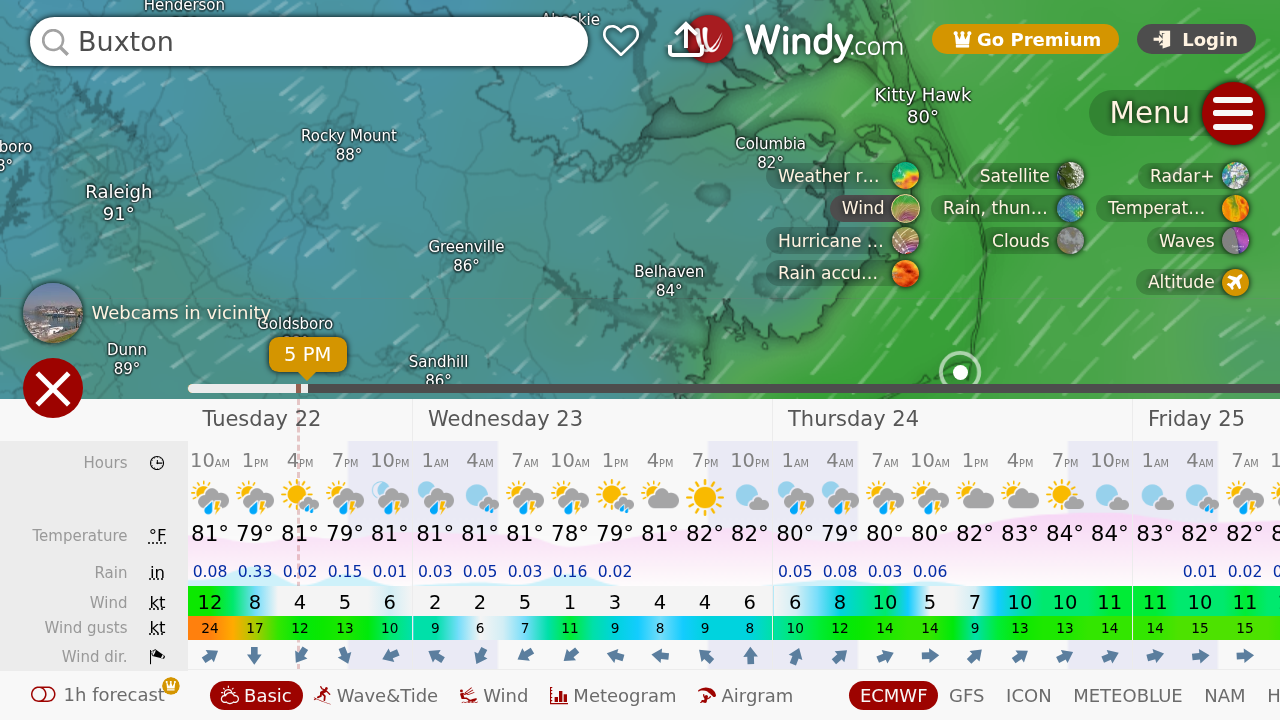 Henderson
Ahoskie
Buxton
Windy.com
Go Premium
Login
Kitty Hawk
80°
Menu
Rocky Mount
88°
Columbia
82°
boro
Raleigh
91°
Weather r...
Satellite
Radar+
Wind
Rain, thun...
Temperat...
Hurricane ...
Clouds
Waves
Rain accu...
Altitude
Greenville
86°
Belhaven
84°
Webcams in vicinity
Goldsboro
5 PM
Dunn
89°
Sandhill
86°
Tuesday 22 Wednesday 23 Thursday 24 Friday 25
Hours 10AM 1PM 4PM 7PM 10PM 1AM 4AM 7AM 10AM 1PM 4PM 7PM 10PM 1AM 4AM 7AM 10AM 1PM 4PM 7PM 10PM 1AM 4AM 7AM 1
Temperature °F 81° 79° 81° 79° 81° 81° 81° 81° 78° 79° 81° 82° 82° 80° 79° 80° 80° 82° 83° 84° 84° 83° 82° 82° 8
Rain in 0.08 0.33 0.02 0.15 0.01 0.03 0.05 0.03 0.16 0.02 0.05 0.08 0.03 0.06 0.01 0.02 0
Wind kt 12 8 4 5 6 2 2 5 1 3 4 4 6 6 8 10 5 7 10 10 11 11 10 11
Wind gusts kt 24 17 12 13 10 9 6 7 11 9 8 9 8 10 12 14 14 9 13 13 14 14 15 15
Wind dir.
1h forecast
Basic Wave&Tide Wind Meteogram Airgram ECMWF GFS ICON METEOBLUE NAM H